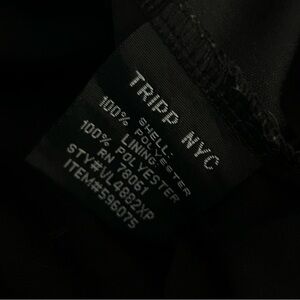 TRIPP NYC
SHELL:
100% POLYESTER
LINING:
100% POLYESTER
RN 78061
STY#VL4882XP
ITEM#596075